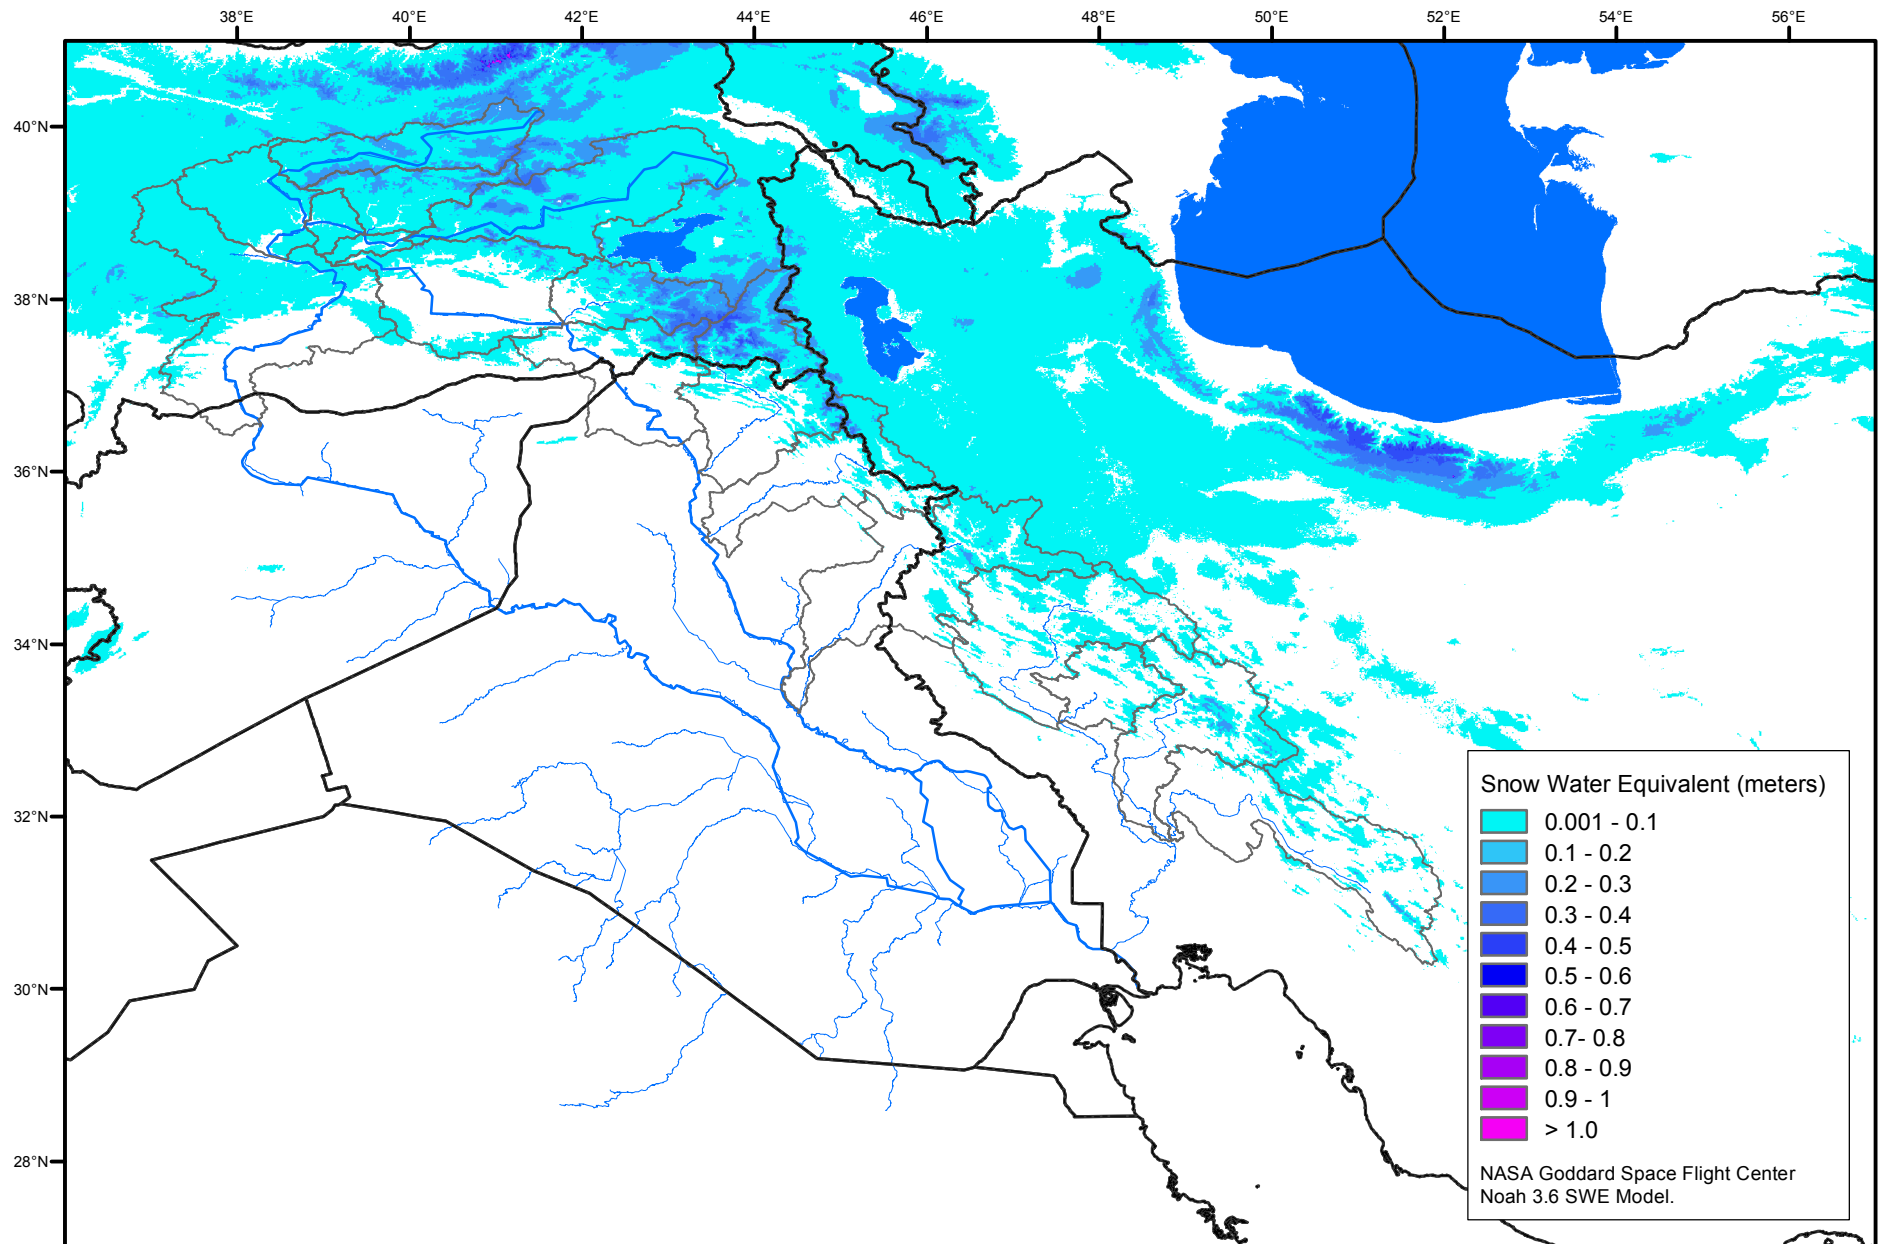 38°E 40°E 42°E 44°E 46°E 48°E 50°E 52°E 54°E 56°E
40°N
38°N
36°N
34°N
32°N
30°N
28°N
Snow Water Equivalent (meters)
0.001 - 0.1
0.1 - 0.2
0.2 - 0.3
0.3 - 0.4
0.4 - 0.5
0.5 - 0.6
0.6 - 0.7
0.7- 0.8
0.8 - 0.9
0.9 - 1
> 1.0
NASA Goddard Space Flight Center
Noah 3.6 SWE Model.